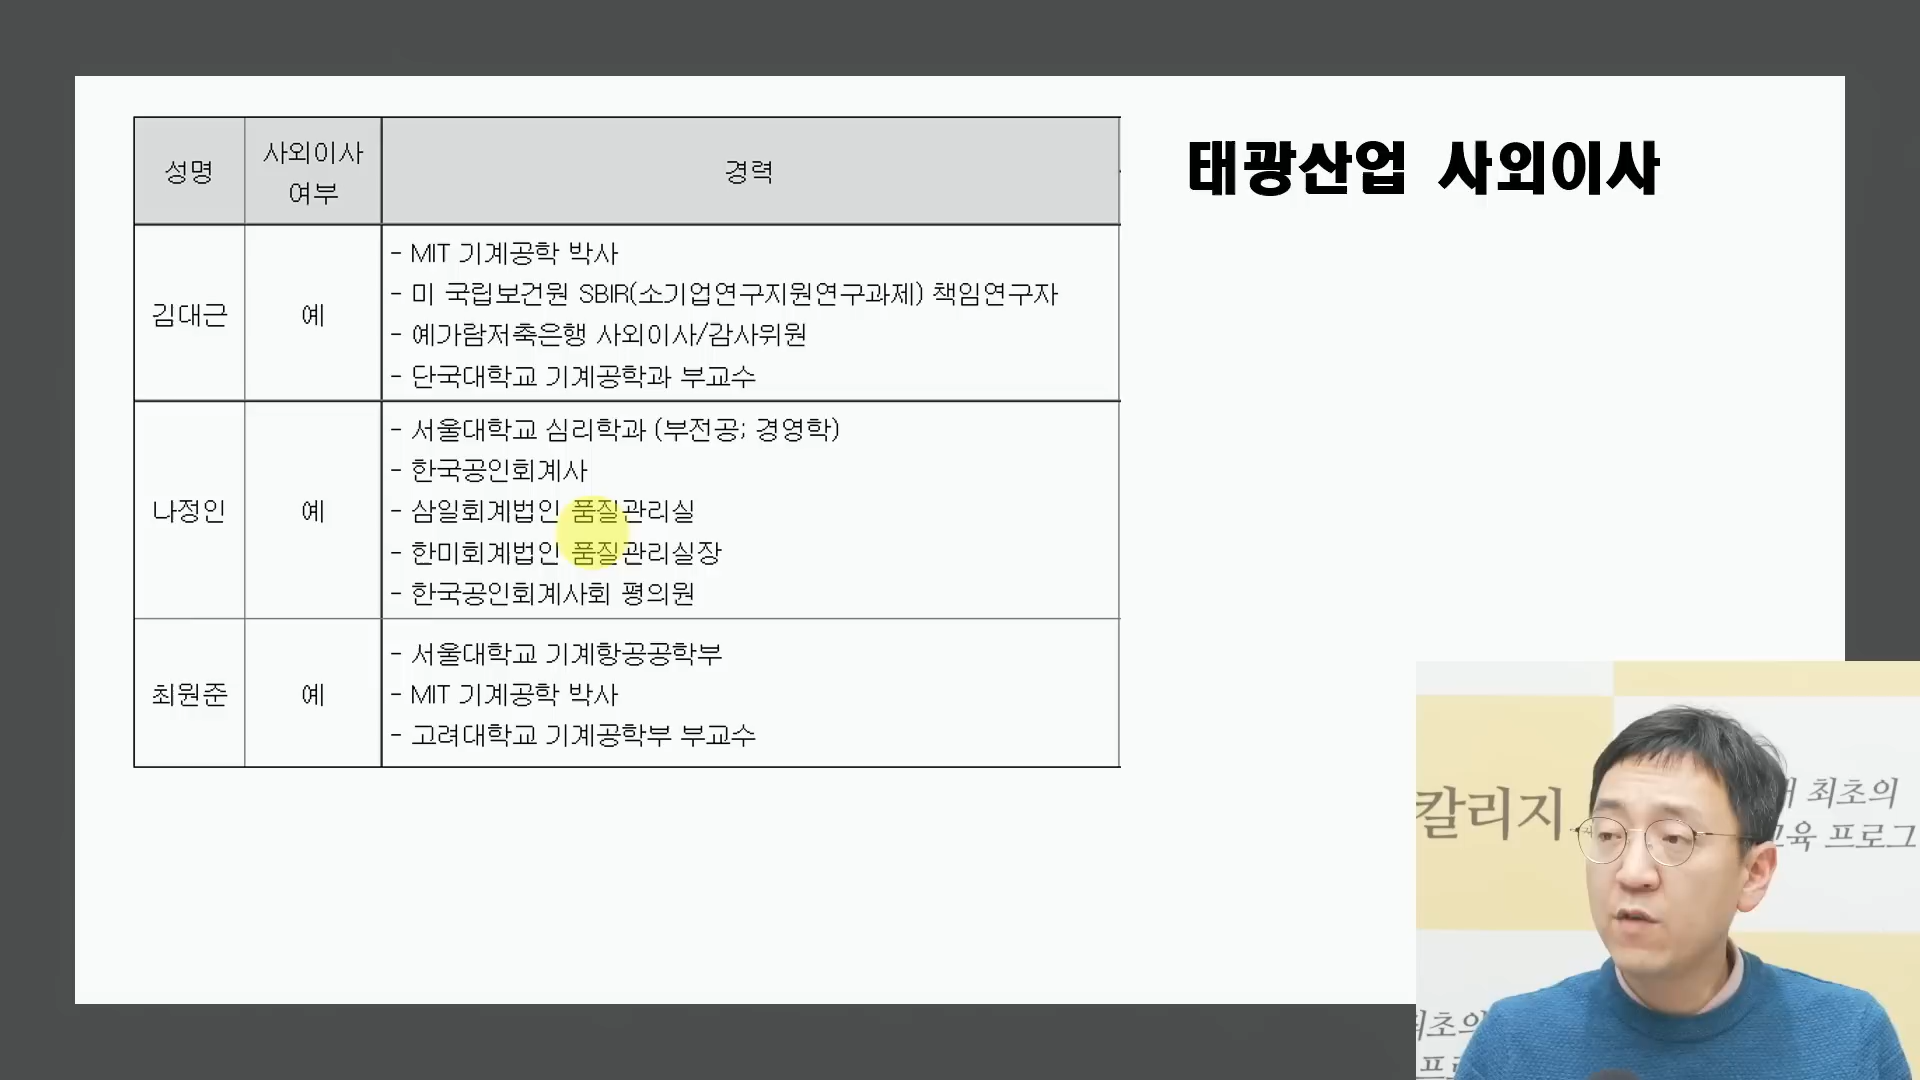 태광산업 사외이사
성명
사외이사
여부
경력
김대근
예
- MIT 기계공학 박사
- 미 국립보건원 SBIR(소기업연구지원연구과제) 책임연구자
- 예가람저축은행 사외이사/감사위원
- 단국대학교 기계공학과 부교수
나정인
예
- 서울대학교 심리학과 (부전공; 경영학)
- 한국공인회계사
- 삼일회계법인 품질관리실
- 한미회계법인 품질관리실장
- 한국공인회계사회 평의원
최원준
예
- 서울대학교 기계항공공학부
- MIT 기계공학 박사
- 고려대학교 기계공학부 부교수
칼리지
최초의
프로그
최초의